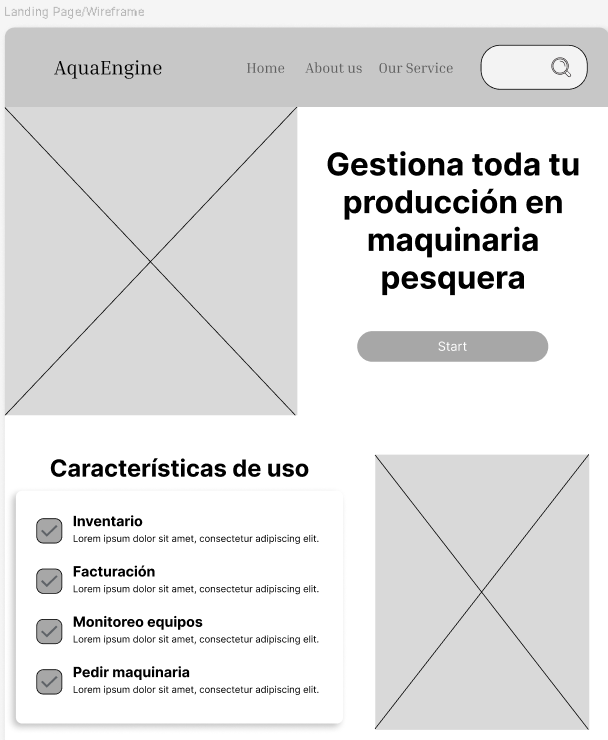 Landing Page/Wireframe
AquaEngine
Home
About us
Our Service
Gestiona toda tu
producción en
maquinaria
pesquera
Start
Características de uso
Inventario
Lorem ipsum dolor sit amet, consectetur adipiscing elit.
Facturación
Lorem ipsum dolor sit amet, consectetur adipiscing elit.
Monitoreo equipos
Lorem ipsum dolor sit amet, consectetur adipiscing elit.
Pedir maquinaria
Lorem ipsum dolor sit amet, consectetur adipiscing elit.